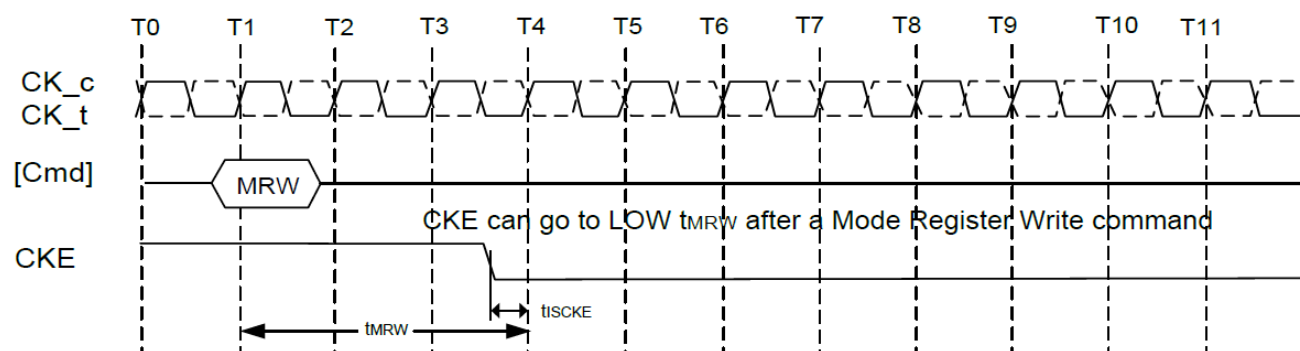 T0 T1 T2 T3 T4 T5 T6 T7 T8 T9 T10 T11
CK_c
CK_t
[Cmd] MRW
CKE can go to LOW tMRW after a Mode Register Write command
CKE
tISCKE
tMRW